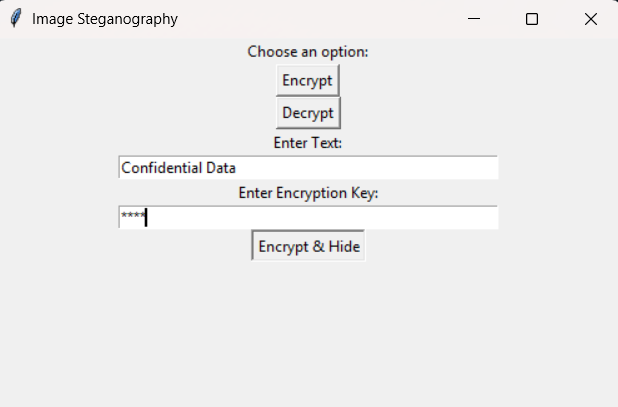 Image Steganography
Choose an option:
Encrypt
Decrypt
Enter Text:
Confidential Data
Enter Encryption Key:
****
Encrypt & Hide